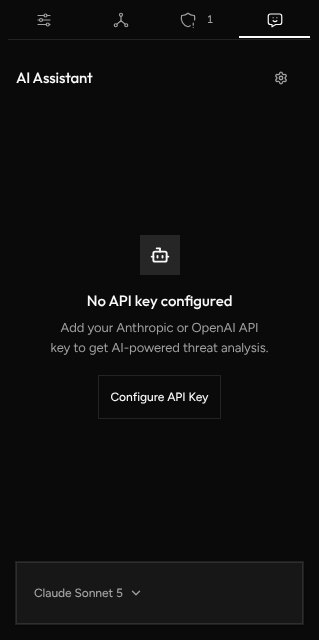 1
AI Assistant
No API key configured
Add your Anthropic or OpenAI API
key to get AI-powered threat analysis.
Configure API Key
Claude Sonnet 5